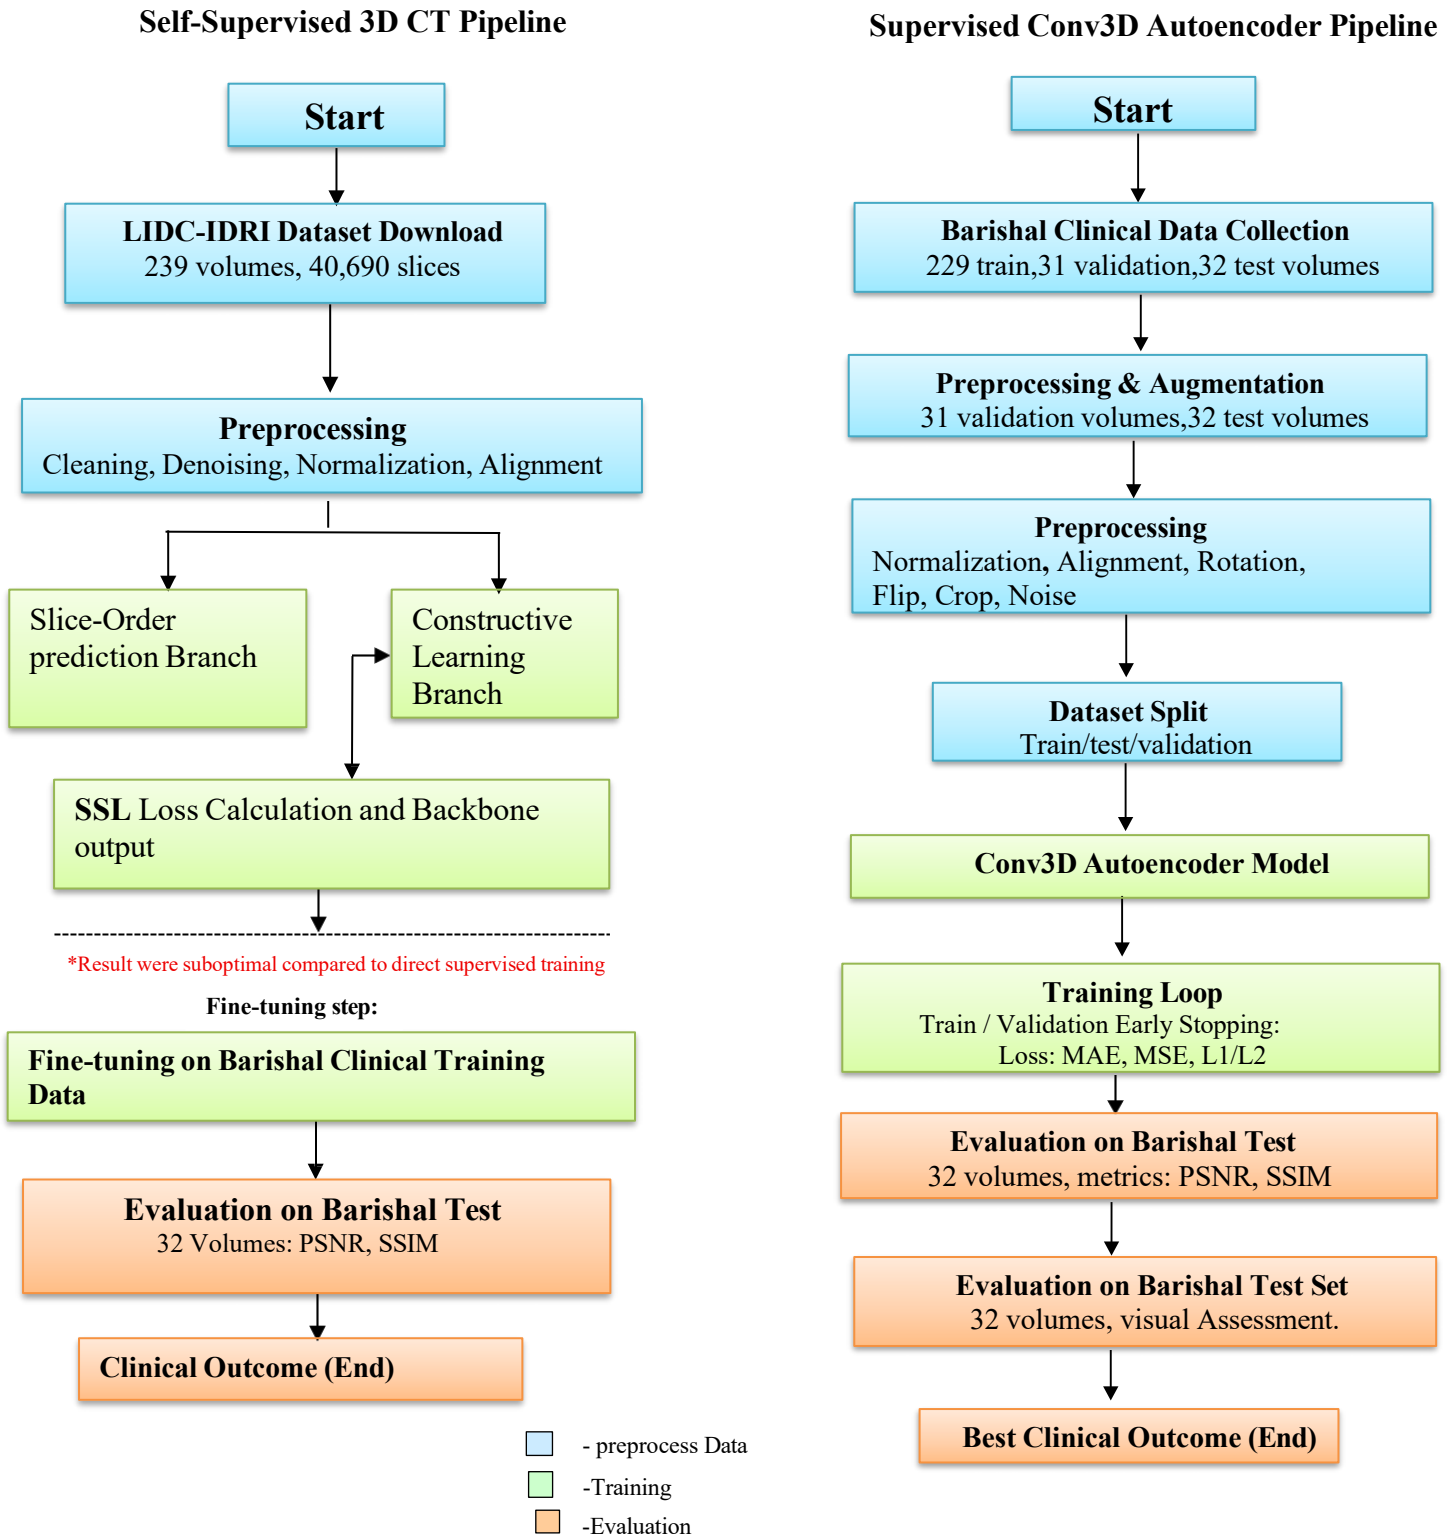 Self-Supervised 3D CT Pipeline
Start
LIDC-IDRI Dataset Download
239 volumes, 40,690 slices
Preprocessing
Cleaning, Denoising, Normalization, Alignment
Slice-Order
prediction Branch
Constructive
Learning
Branch
SSL Loss Calculation and Backbone
output
*Result were suboptimal compared to direct supervised training
Fine-tuning step:
Fine-tuning on Barishal Clinical Training
Data
Evaluation on Barishal Test
32 Volumes: PSNR, SSIM
Clinical Outcome (End)
Supervised Conv3D Autoencoder Pipeline
Start
Barishal Clinical Data Collection
229 train,31 validation,32 test volumes
Preprocessing & Augmentation
31 validation volumes,32 test volumes
Preprocessing
Normalization, Alignment, Rotation,
Flip, Crop, Noise
Dataset Split
Train/test/validation
Conv3D Autoencoder Model
Training Loop
Train / Validation Early Stopping:
Loss: MAE, MSE, L1/L2
Evaluation on Barishal Test
32 volumes, metrics: PSNR, SSIM
Evaluation on Barishal Test Set
32 volumes, visual Assessment.
Best Clinical Outcome (End)
- preprocess Data
-Training
-Evaluation